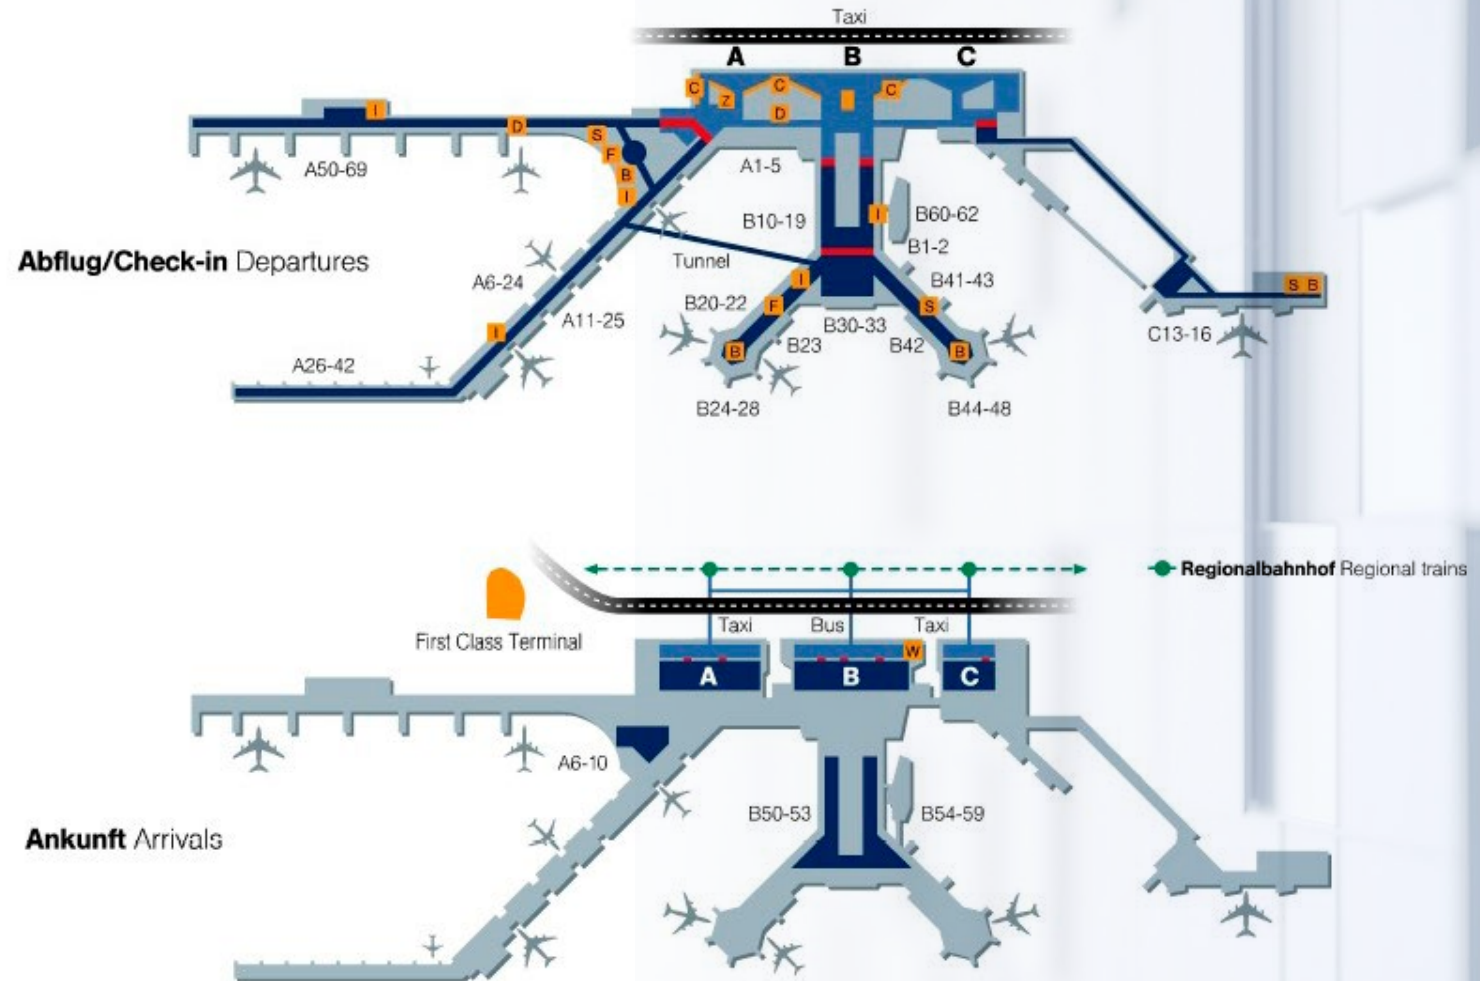 Taxi
A B C
C C C
Z
I D
D
S
F
B
I
A50-69
A1-5
B10-19
I
B60-62
B1-2
Abflug/Check-in Departures
Tunnel
A6-24
I
B41-43
S B
B20-22
F
S
A11-25
B30-33
I
B23
B42
C13-16
A26-42
B
B
B24-28
B44-48
Regionalbahnhof Regional trains
First Class Terminal
Taxi Bus Taxi
W
A B C
A6-10
B50-53
B54-59
Ankunft Arrivals